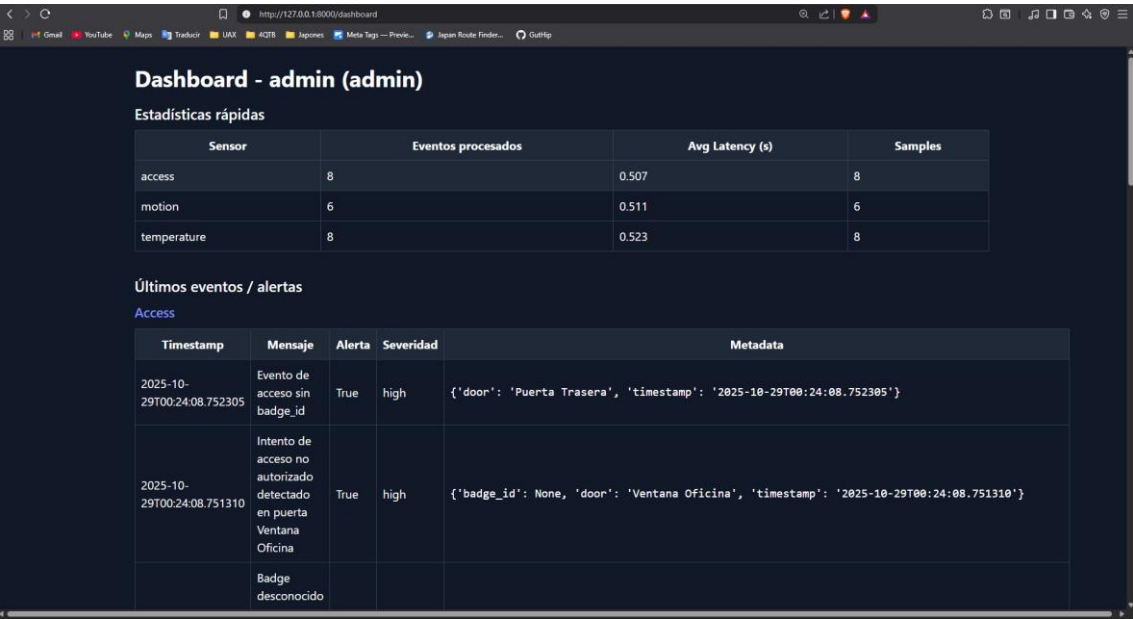 http://127.0.0.1:8000/dashboard
Gmail YouTube Maps Traducir UAX 4QTB Japones Meta Tags — Previe... Japan Route Finder... GutHip
Dashboard - admin (admin)
Estadísticas rápidas
Sensor Eventos procesados Avg Latency (s) Samples
access 8 0.507 8
motion 6 0.511 6
temperature 8 0.523 8
Últimos eventos / alertas
Access
Timestamp Mensaje Alerta Severidad Metadata
2025-10-
29T00:24:08.752305
Evento de
acceso sin
badge_id
True high {'door': 'Puerta Trasera', 'timestamp': '2025-10-29T00:24:08.752305'}
2025-10-
29T00:24:08.751310
Intento de
acceso no
autorizado
detectado
en puerta
Ventana
Oficina
True high {'badge_id': None, 'door': 'Ventana Oficina', 'timestamp': '2025-10-29T00:24:08.751310'}
Badge
desconocido